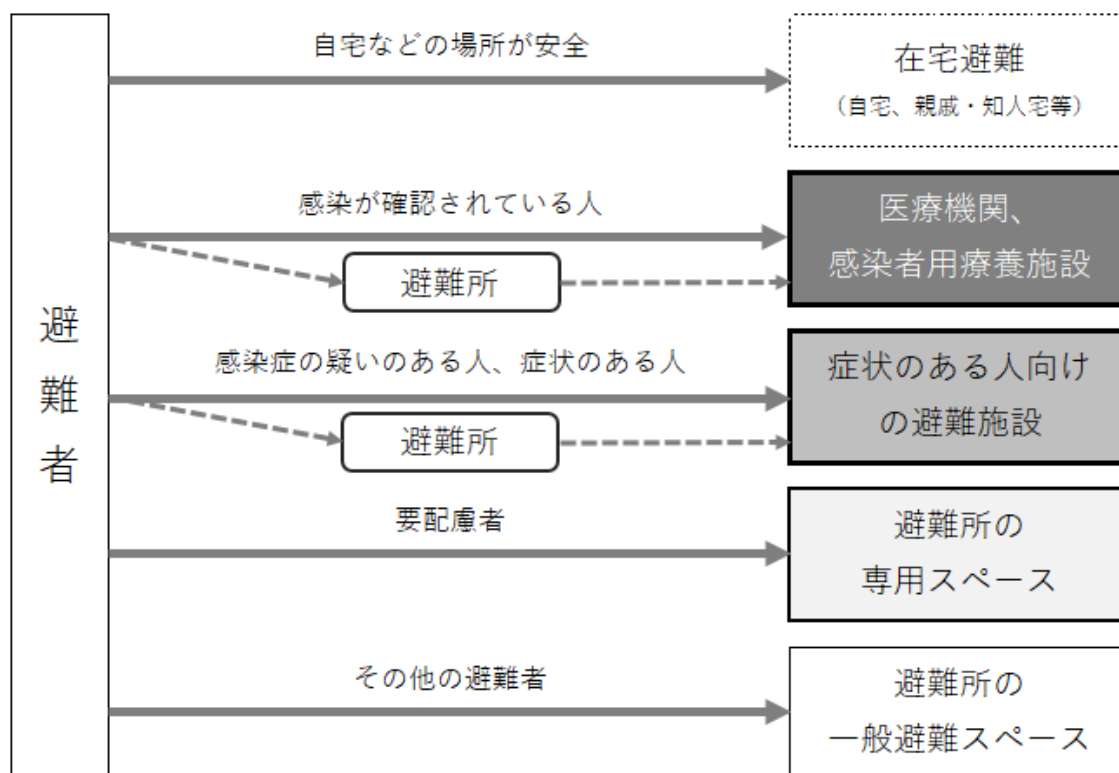 避難者
自宅などの場所が安全
在宅避難
（自宅、親戚・知人宅等）
感染が確認されている人
避難所
医療機関、
感染者用療養施設
感染症の疑いのある人、症状のある人
避難所
症状のある人向け
の避難施設
要配慮者
避難所の
専用スペース
その他の避難者
避難所の
一般避難スペース